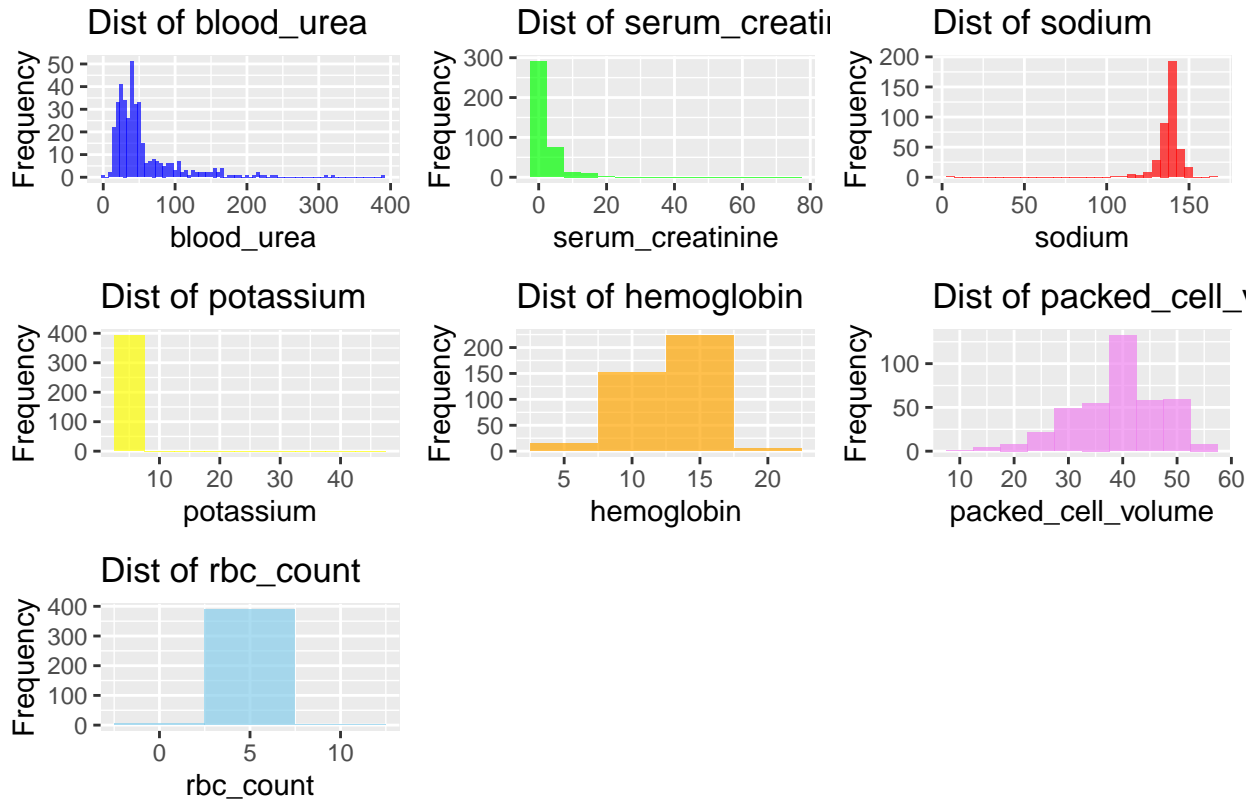 Dist of blood_urea
Frequency
50
40
30
20
10
0
0 100 200 300 400
blood_urea
Dist of serum_creatin
Frequency
300
200
100
0
0 20 40 60 80
serum_creatinine
Dist of sodium
Frequency
200
150
100
50
0
0 50 100 150
sodium
Dist of potassium
Frequency
400
300
200
100
0
10 20 30 40
potassium
Dist of hemoglobin
Frequency
200
150
100
50
0
5 10 15 20
hemoglobin
Dist of packed_cell_v
Frequency
100
50
0
10 20 30 40 50 60
packed_cell_volume
Dist of rbc_count
Frequency
400
300
200
100
0
0 5 10
rbc_count